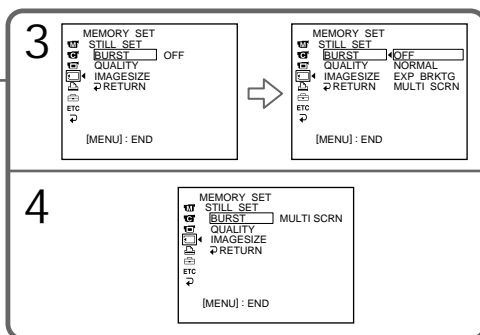 3
MEMORY SET
STILL SET
BURST OFF
QUALITY
IMAGESIZE
RETURN
ETC
[MENU] : END
MEMORY SET
STILL SET
BURST OFF
QUALITY NORMAL
IMAGESIZE EXP BRKTG
RETURN MULTI SCRN
ETC
[MENU] : END
4
MEMORY SET
STILL SET
BURST MULTI SCRN
QUALITY
IMAGESIZE
RETURN
ETC
[MENU] : END